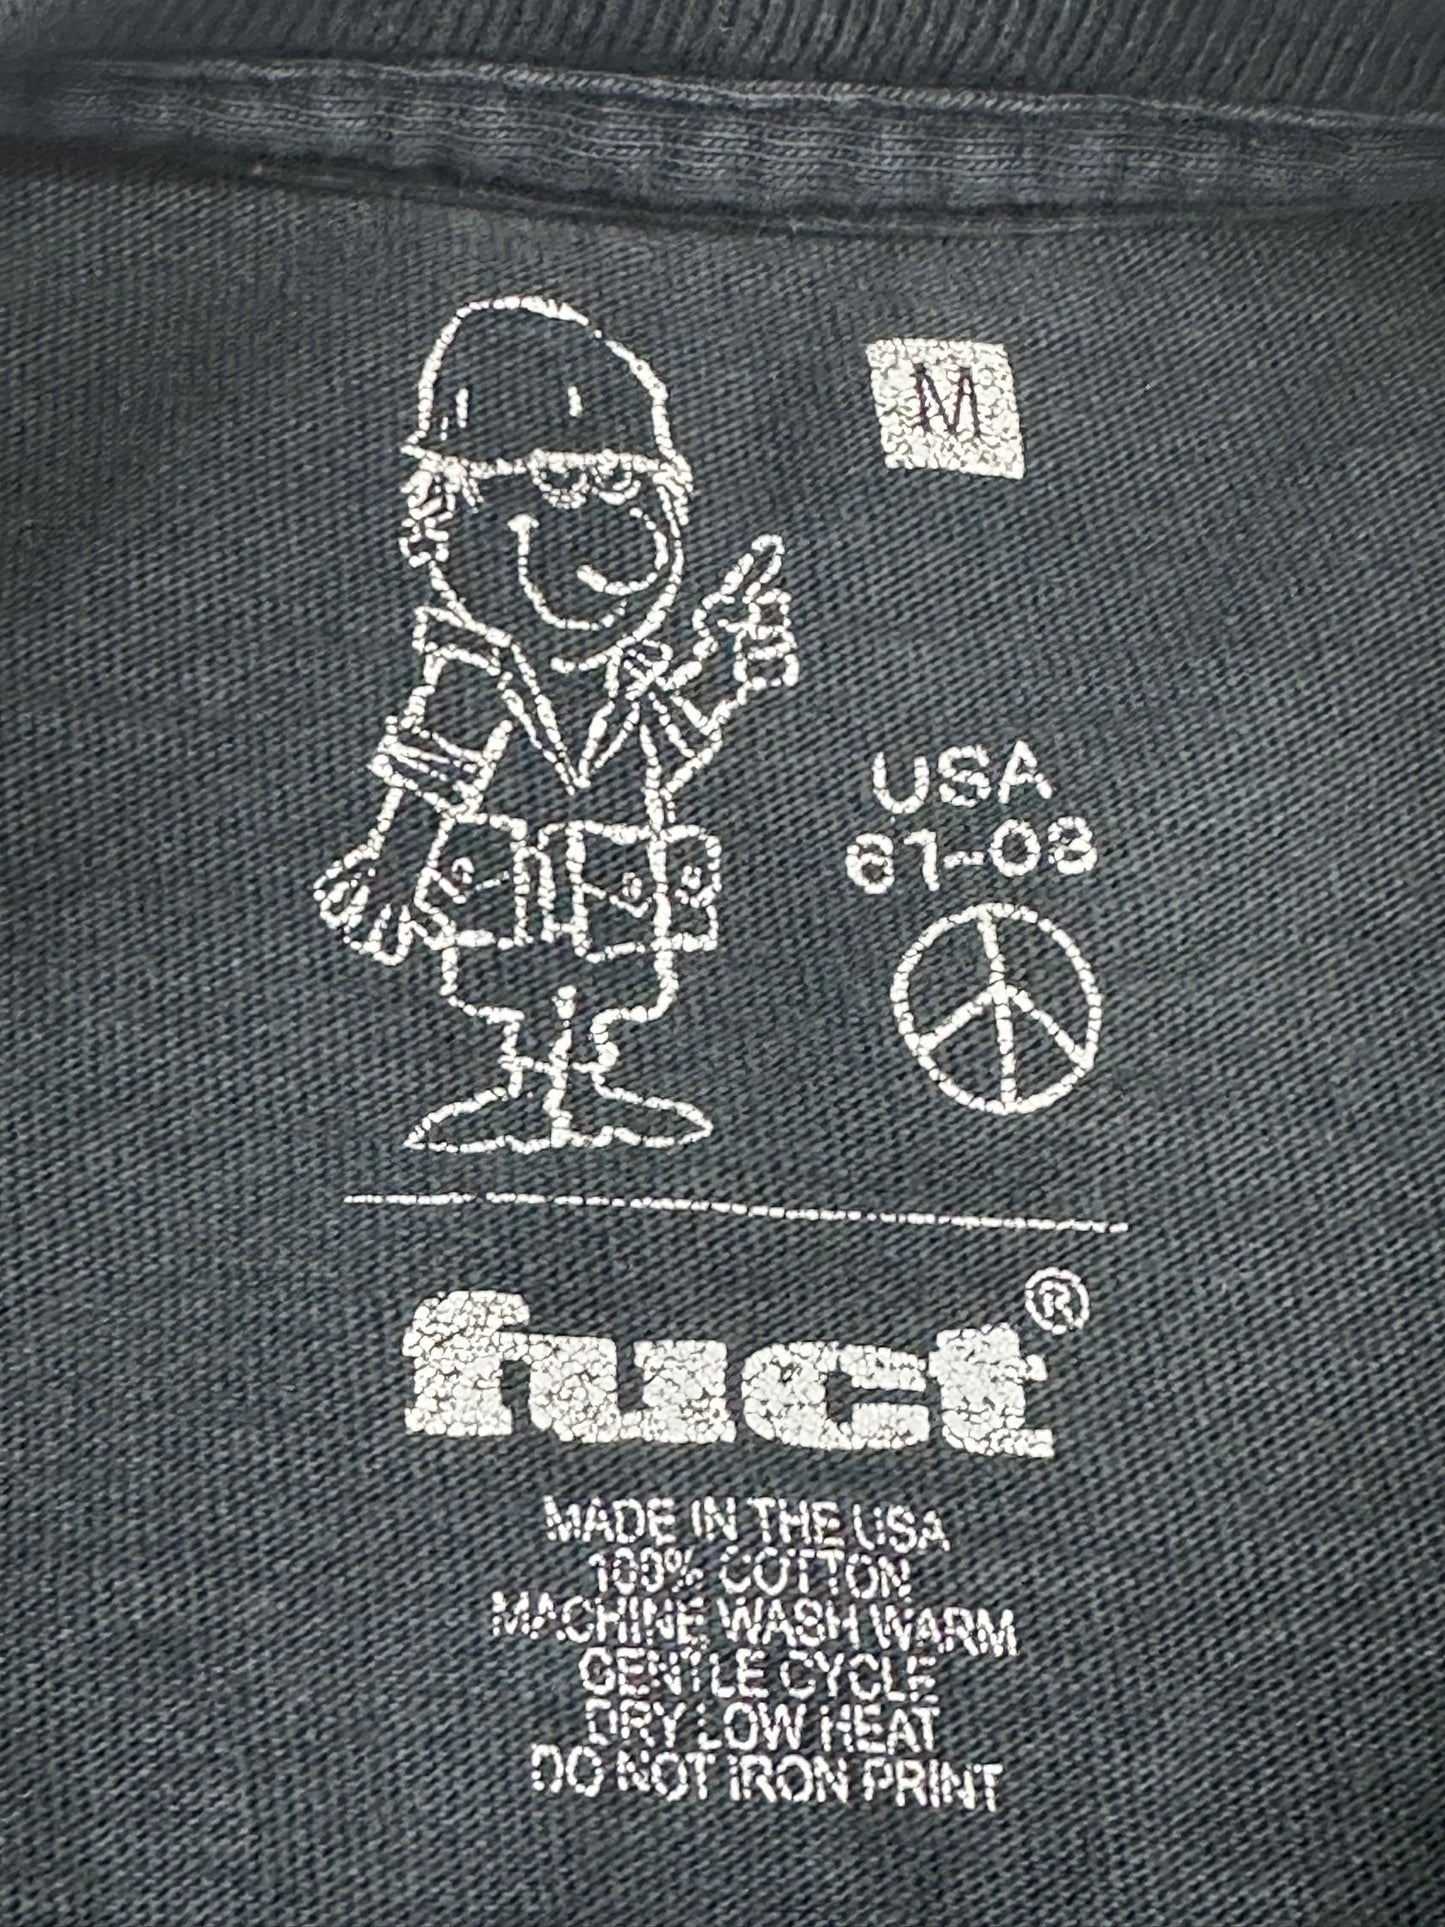 M
USA
61-08
fuct®
MADE IN THE USA
100% COTTON
MACHINE WASH WARM
GENTLE CYCLE
DRY LOW HEAT
DO NOT IRON PRINT